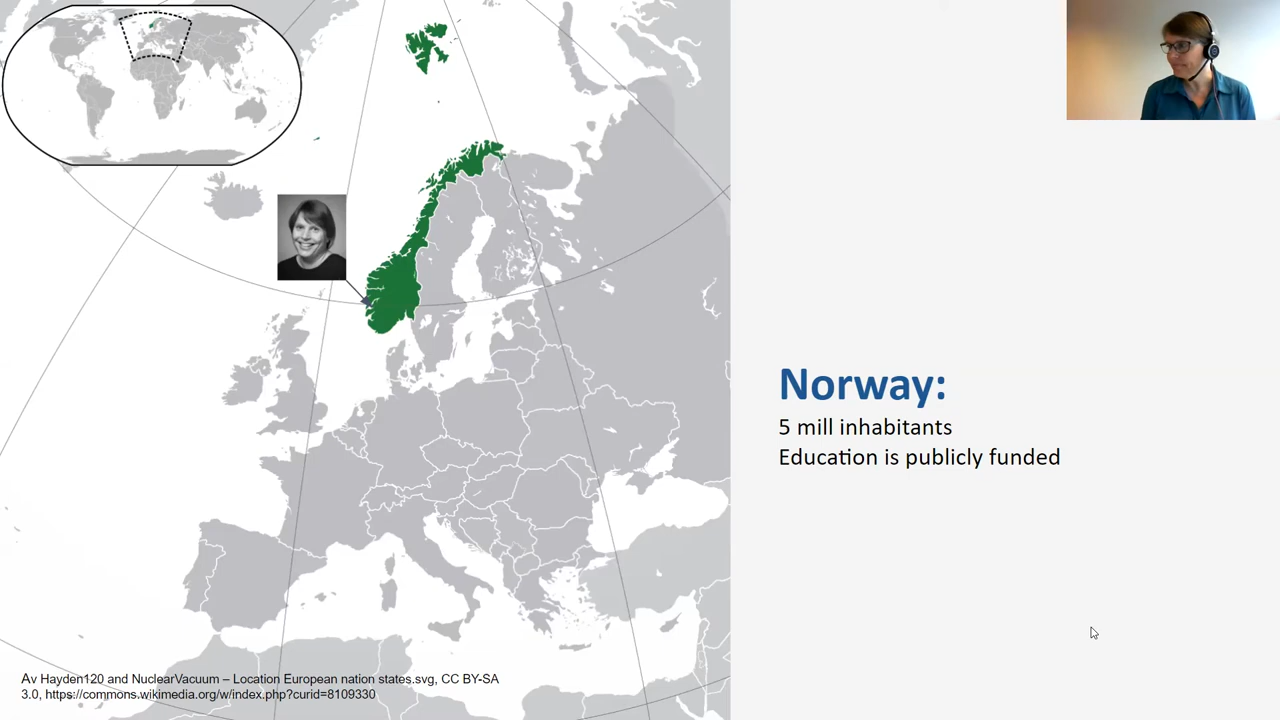 Norway:
5 mill inhabitants
Education is publicly funded
Av Hayden120 and NuclearVacuum – Location European nation states.svg, CC BY-SA
3.0, https://commons.wikimedia.org/w/index.php?curid=8109330